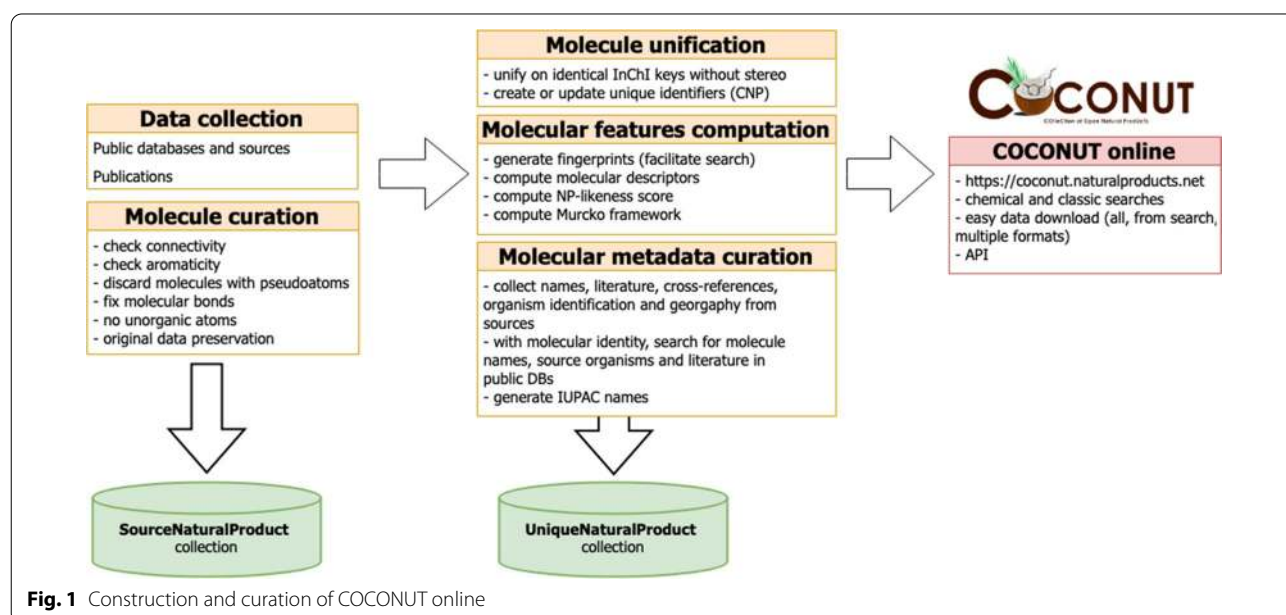 Data collection
Public databases and sources
Publications
Molecule curation
- check connectivity
- check aromaticity
- discard molecules with pseudoatoms
- fix molecular bonds
- no unorganic atoms
- original data preservation
SourceNaturalProduct
collection
Molecule unification
- unify on identical InChI keys without stereo
- create or update unique identifiers (CNP)
Molecular features computation
- generate fingerprints (facilitate search)
- compute molecular descriptors
- compute NP-likeness score
- compute Murcko framework
Molecular metadata curation
- collect names, literature, cross-references,
organism identification and georgaphy from
sources
- with molecular identity, search for molecule
names, source organisms and literature in
public DBs
- generate IUPAC names
UniqueNaturalProduct
collection
COCONUT
COlleCtion of Open Natural ProdUcTs
COCONUT online
- https://coconut.naturalproducts.net
- chemical and classic searches
- easy data download (all, from search,
multiple formats)
- API
Fig. 1 Construction and curation of COCONUT online